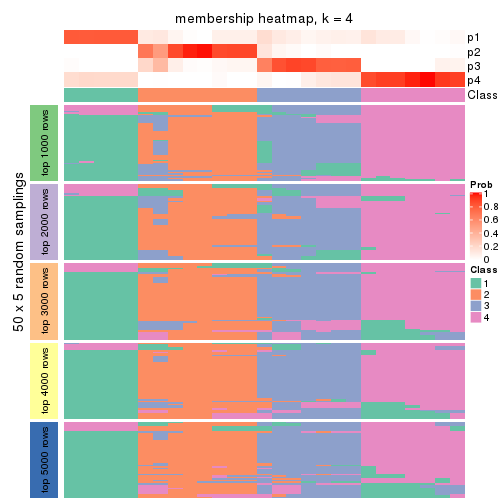 membership heatmap, k = 4
p1
p2
p3
p4
Class
50 x 5 random samplings
top 1000 rows
top 2000 rows
top 3000 rows
top 4000 rows
top 5000 rows
Prob
1
0.8
0.6
0.4
0.2
0
Class
1
2
3
4